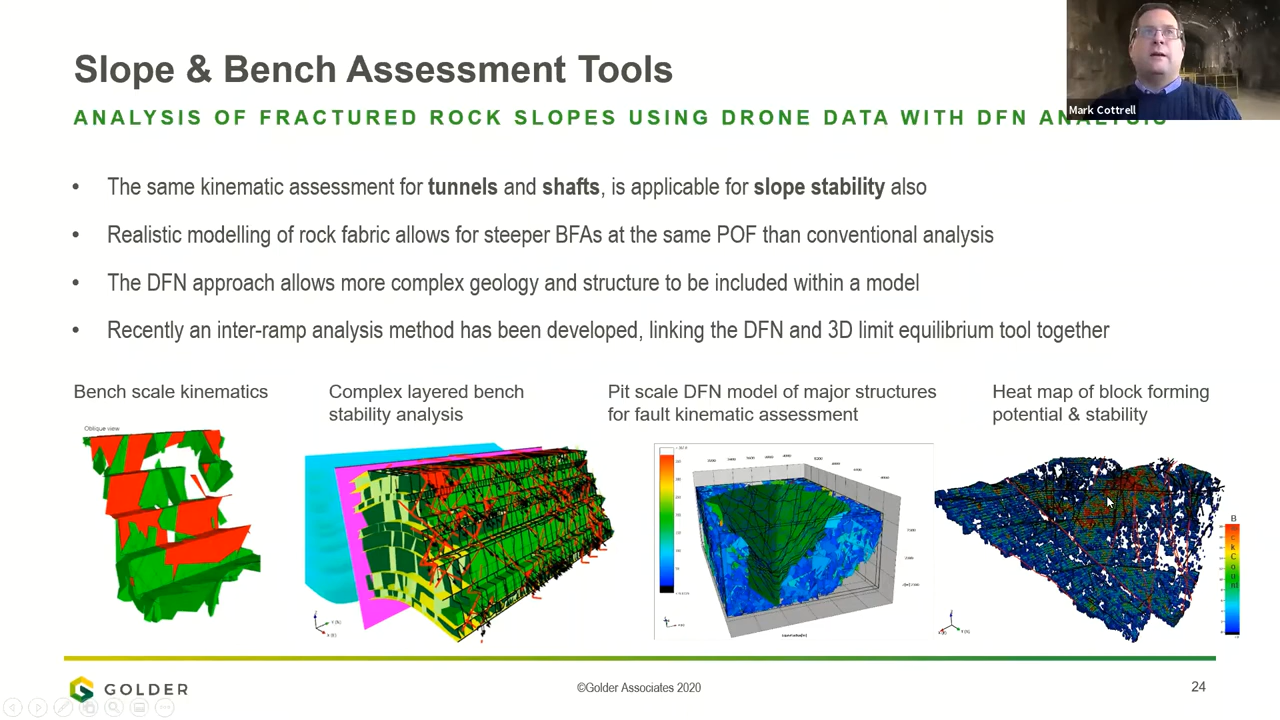 Slope & Bench Assessment Tools
Mark Cottrell
ANALYSIS OF FRACTURED ROCK SLOPES USING DRONE DATA WITH DFN ANALYSIS
• The same kinematic assessment for tunnels and shafts, is applicable for slope stability also
• Realistic modelling of rock fabric allows for steeper BFAs at the same POF than conventional analysis
• The DFN approach allows more complex geology and structure to be included within a model
• Recently an inter-ramp analysis method has been developed, linking the DFN and 3D limit equilibrium tool together
Bench scale kinematics
Complex layered bench
stability analysis
Pit scale DFN model of major structures
for fault kinematic assessment
Heat map of block forming
potential & stability
Oblique view
GOLDER
©Golder Associates 2020
24